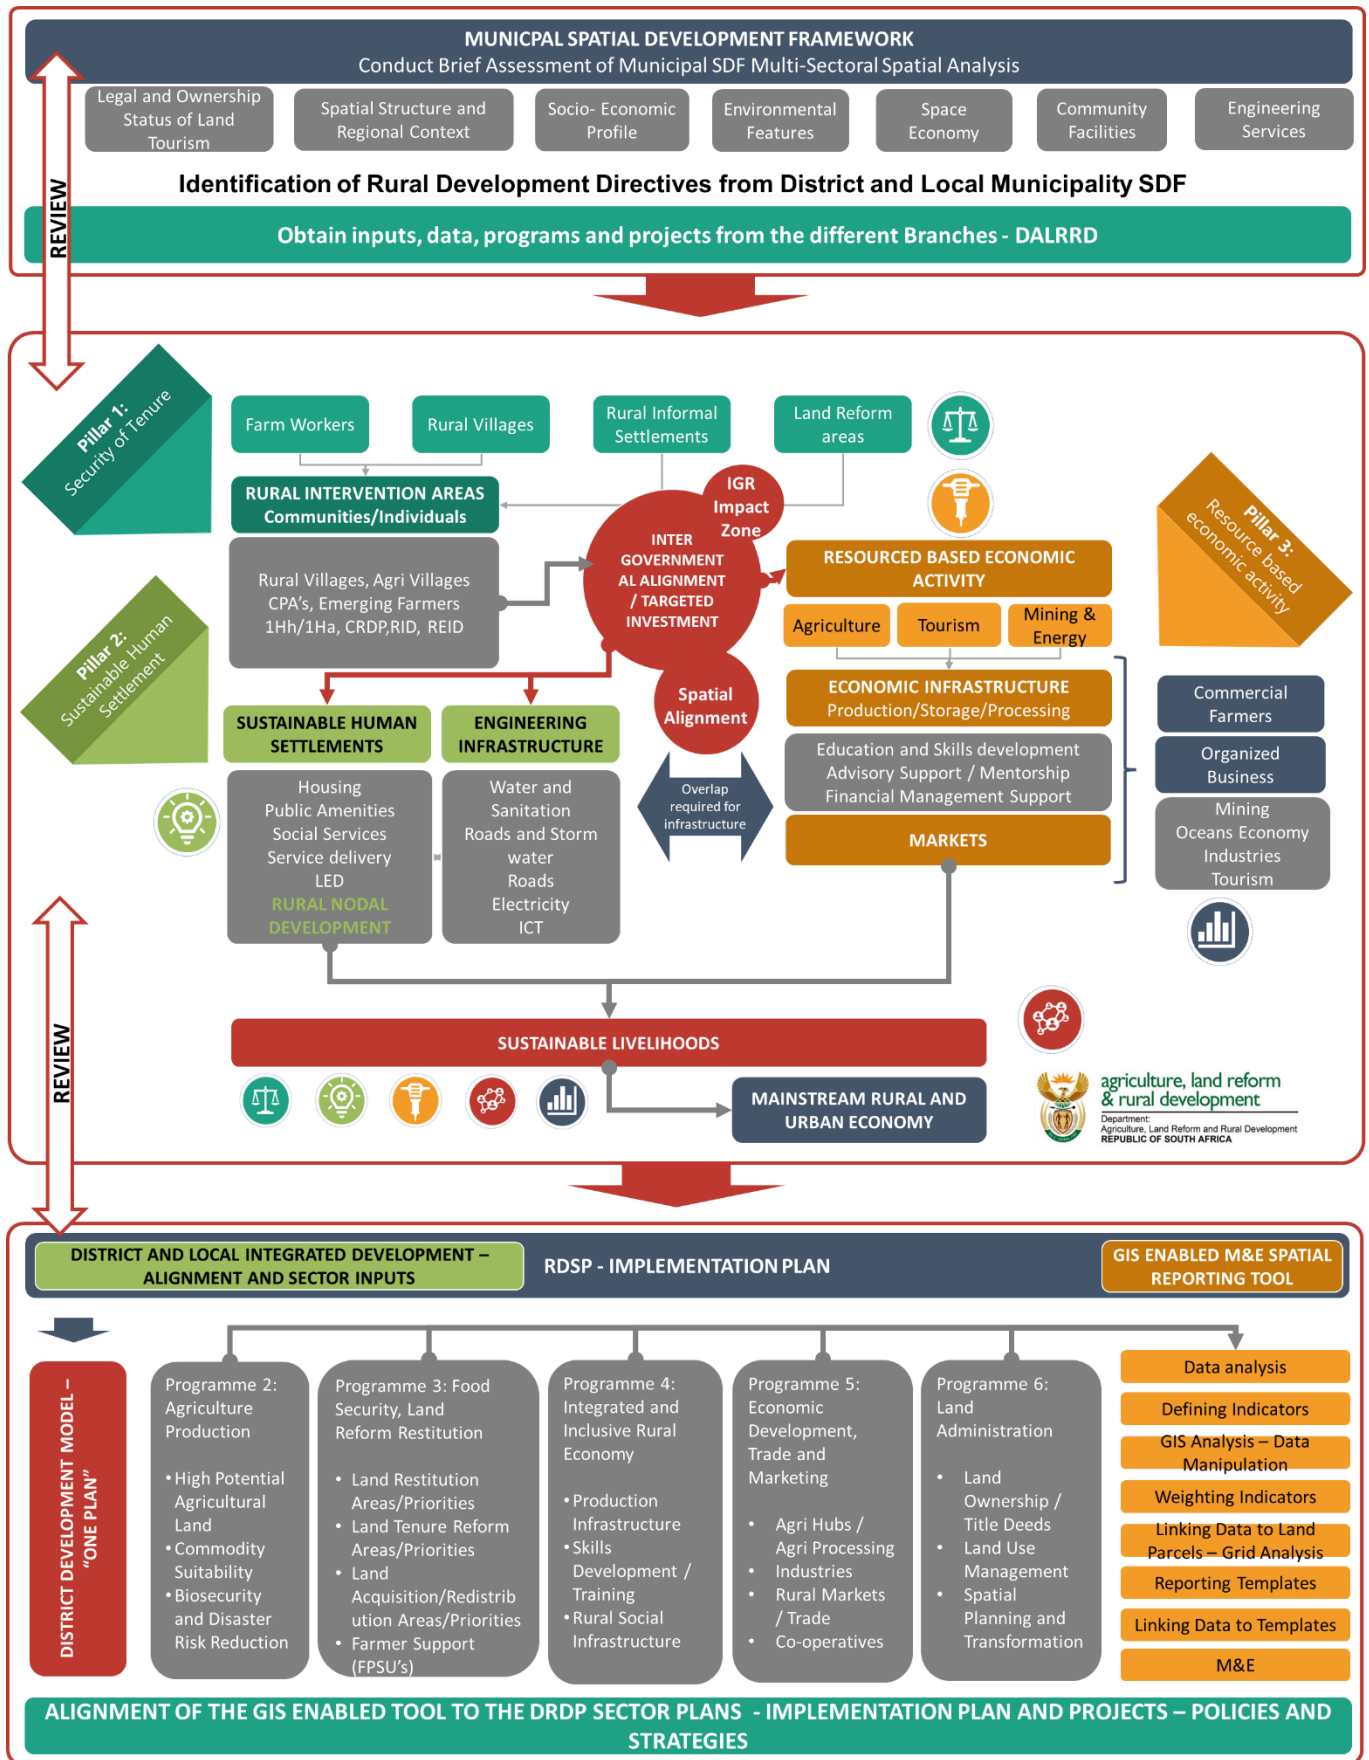 MUNICPAL SPATIAL DEVELOPMENT FRAMEWORK
Conduct Brief Assessment of Municipal SDF Multi-Sectoral Spatial Analysis
Legal and Ownership
Status of Land
Tourism
Spatial Structure and
Regional Context
Socio- Economic
Profile
Environmental
Features
Space
Economy
Community
Facilities
Engineering
Services
Identification of Rural Development Directives from District and Local Municipality SDF
Obtain inputs, data, programs and projects from the different Branches - DALRRD
REVIEW
Pillar 1:
Security of Tenure
Farm Workers
Rural Villages
Rural Informal
Settlements
Land Reform
areas
RURAL INTERVENTION AREAS
Communities/Individuals
Rural Villages, Agri Villages
CPA's, Emerging Farmers
1Hh/1Ha, CRDP,RID, REID
IGR
Impact
Zone
INTER
GOVERNMENT
AL ALIGNMENT
/ TARGETED
INVESTMENT
Spatial
Alignment
RESOURCED BASED ECONOMIC
ACTIVITY
Agriculture
Tourism
Mining &
Energy
Pillar 3:
Resource based
economic activity
Pillar 2:
Sustainable Human
Settlement
SUSTAINABLE HUMAN
SETTLEMENTS
ENGINEERING
INFRASTRUCTURE
Housing
Public Amenities
Social Services
Service delivery
LED
RURAL NODAL
DEVELOPMENT
Water and
Sanitation
Roads and Storm
water
Roads
Electricity
ICT
Overlap
required for
infrastructure
ECONOMIC INFRASTRUCTURE
Production/Storage/Processing
Education and Skills development
Advisory Support / Mentorship
Financial Management Support
MARKETS
Commercial
Farmers
Organized
Business
Mining
Oceans Economy
Industries
Tourism
REVIEW
SUSTAINABLE LIVELIHOODS
MAINSTREAM RURAL AND
URBAN ECONOMY
agriculture, land reform
& rural development
Department:
Agriculture, Land Reform and Rural Development
REPUBLIC OF SOUTH AFRICA
DISTRICT AND LOCAL INTEGRATED DEVELOPMENT –
ALIGNMENT AND SECTOR INPUTS
RDSP - IMPLEMENTATION PLAN
GIS ENABLED M&E SPATIAL
REPORTING TOOL
DISTRICT DEVELOPMENT MODEL –
“ONE PLAN”
Programme 2:
Agriculture
Production
• High Potential
Agricultural
Land
• Commodity
Suitability
• Biosecurity
and Disaster
Risk Reduction
Programme 3: Food
Security, Land
Reform Restitution
• Land Restitution
Areas/Priorities
• Land Tenure Reform
Areas/Priorities
• Land
Acquisition/Redistrib
ution Areas/Priorities
• Farmer Support
(FPSU's)
Programme 4:
Integrated and
Inclusive Rural
Economy
• Production
Infrastructure
• Skills
Development /
Training
• Rural Social
Infrastructure
Programme 5:
Economic
Development,
Trade and
Marketing
• Agri Hubs /
Agri Processing
• Industries
• Rural Markets
/ Trade
• Co-operatives
Programme 6:
Land
Administration
• Land
Ownership /
Title Deeds
• Land Use
Management
• Spatial
Planning and
Transformation
Data analysis
Defining Indicators
GIS Analysis – Data
Manipulation
Weighting Indicators
Linking Data to Land
Parcels – Grid Analysis
Reporting Templates
Linking Data to Templates
M&E
ALIGNMENT OF THE GIS ENABLED TOOL TO THE DRDP SECTOR PLANS - IMPLEMENTATION PLAN AND PROJECTS – POLICIES AND
STRATEGIES